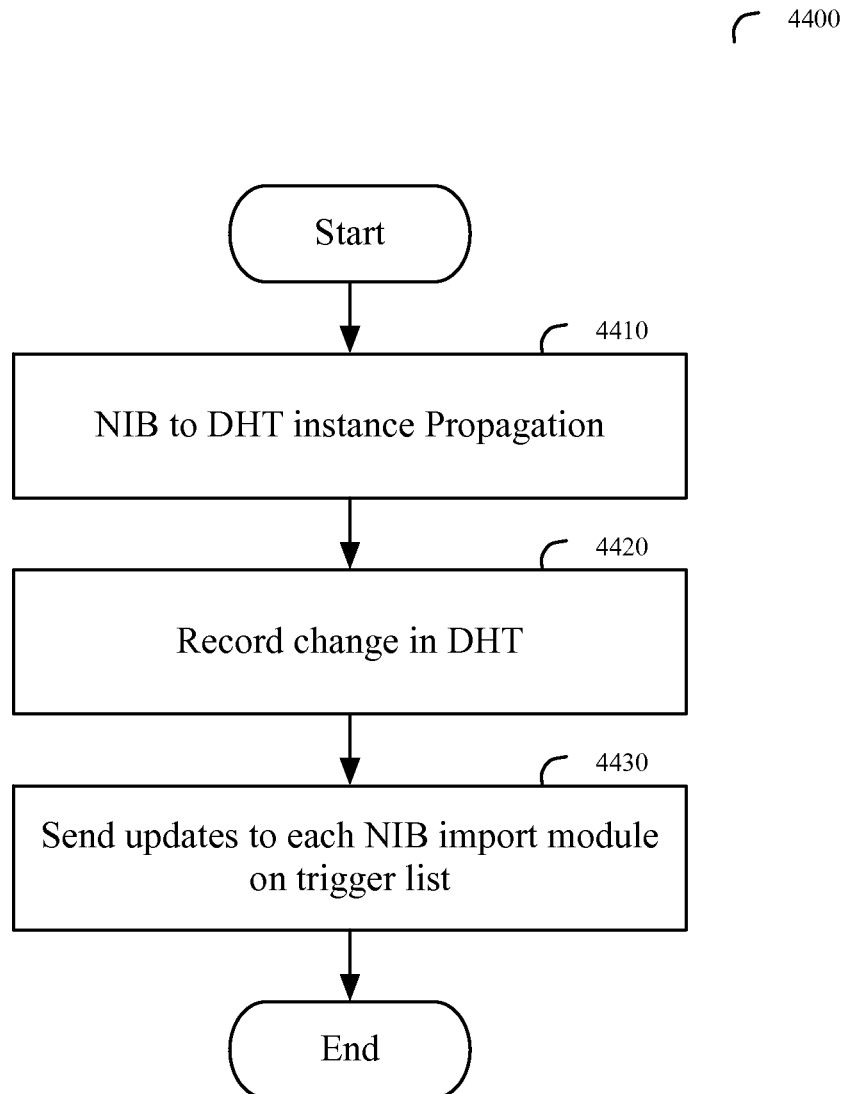 4400
Start
4410
NIB to DHT instance Propagation
4420
Record change in DHT
4430
Send updates to each NIB import module
on trigger list
End